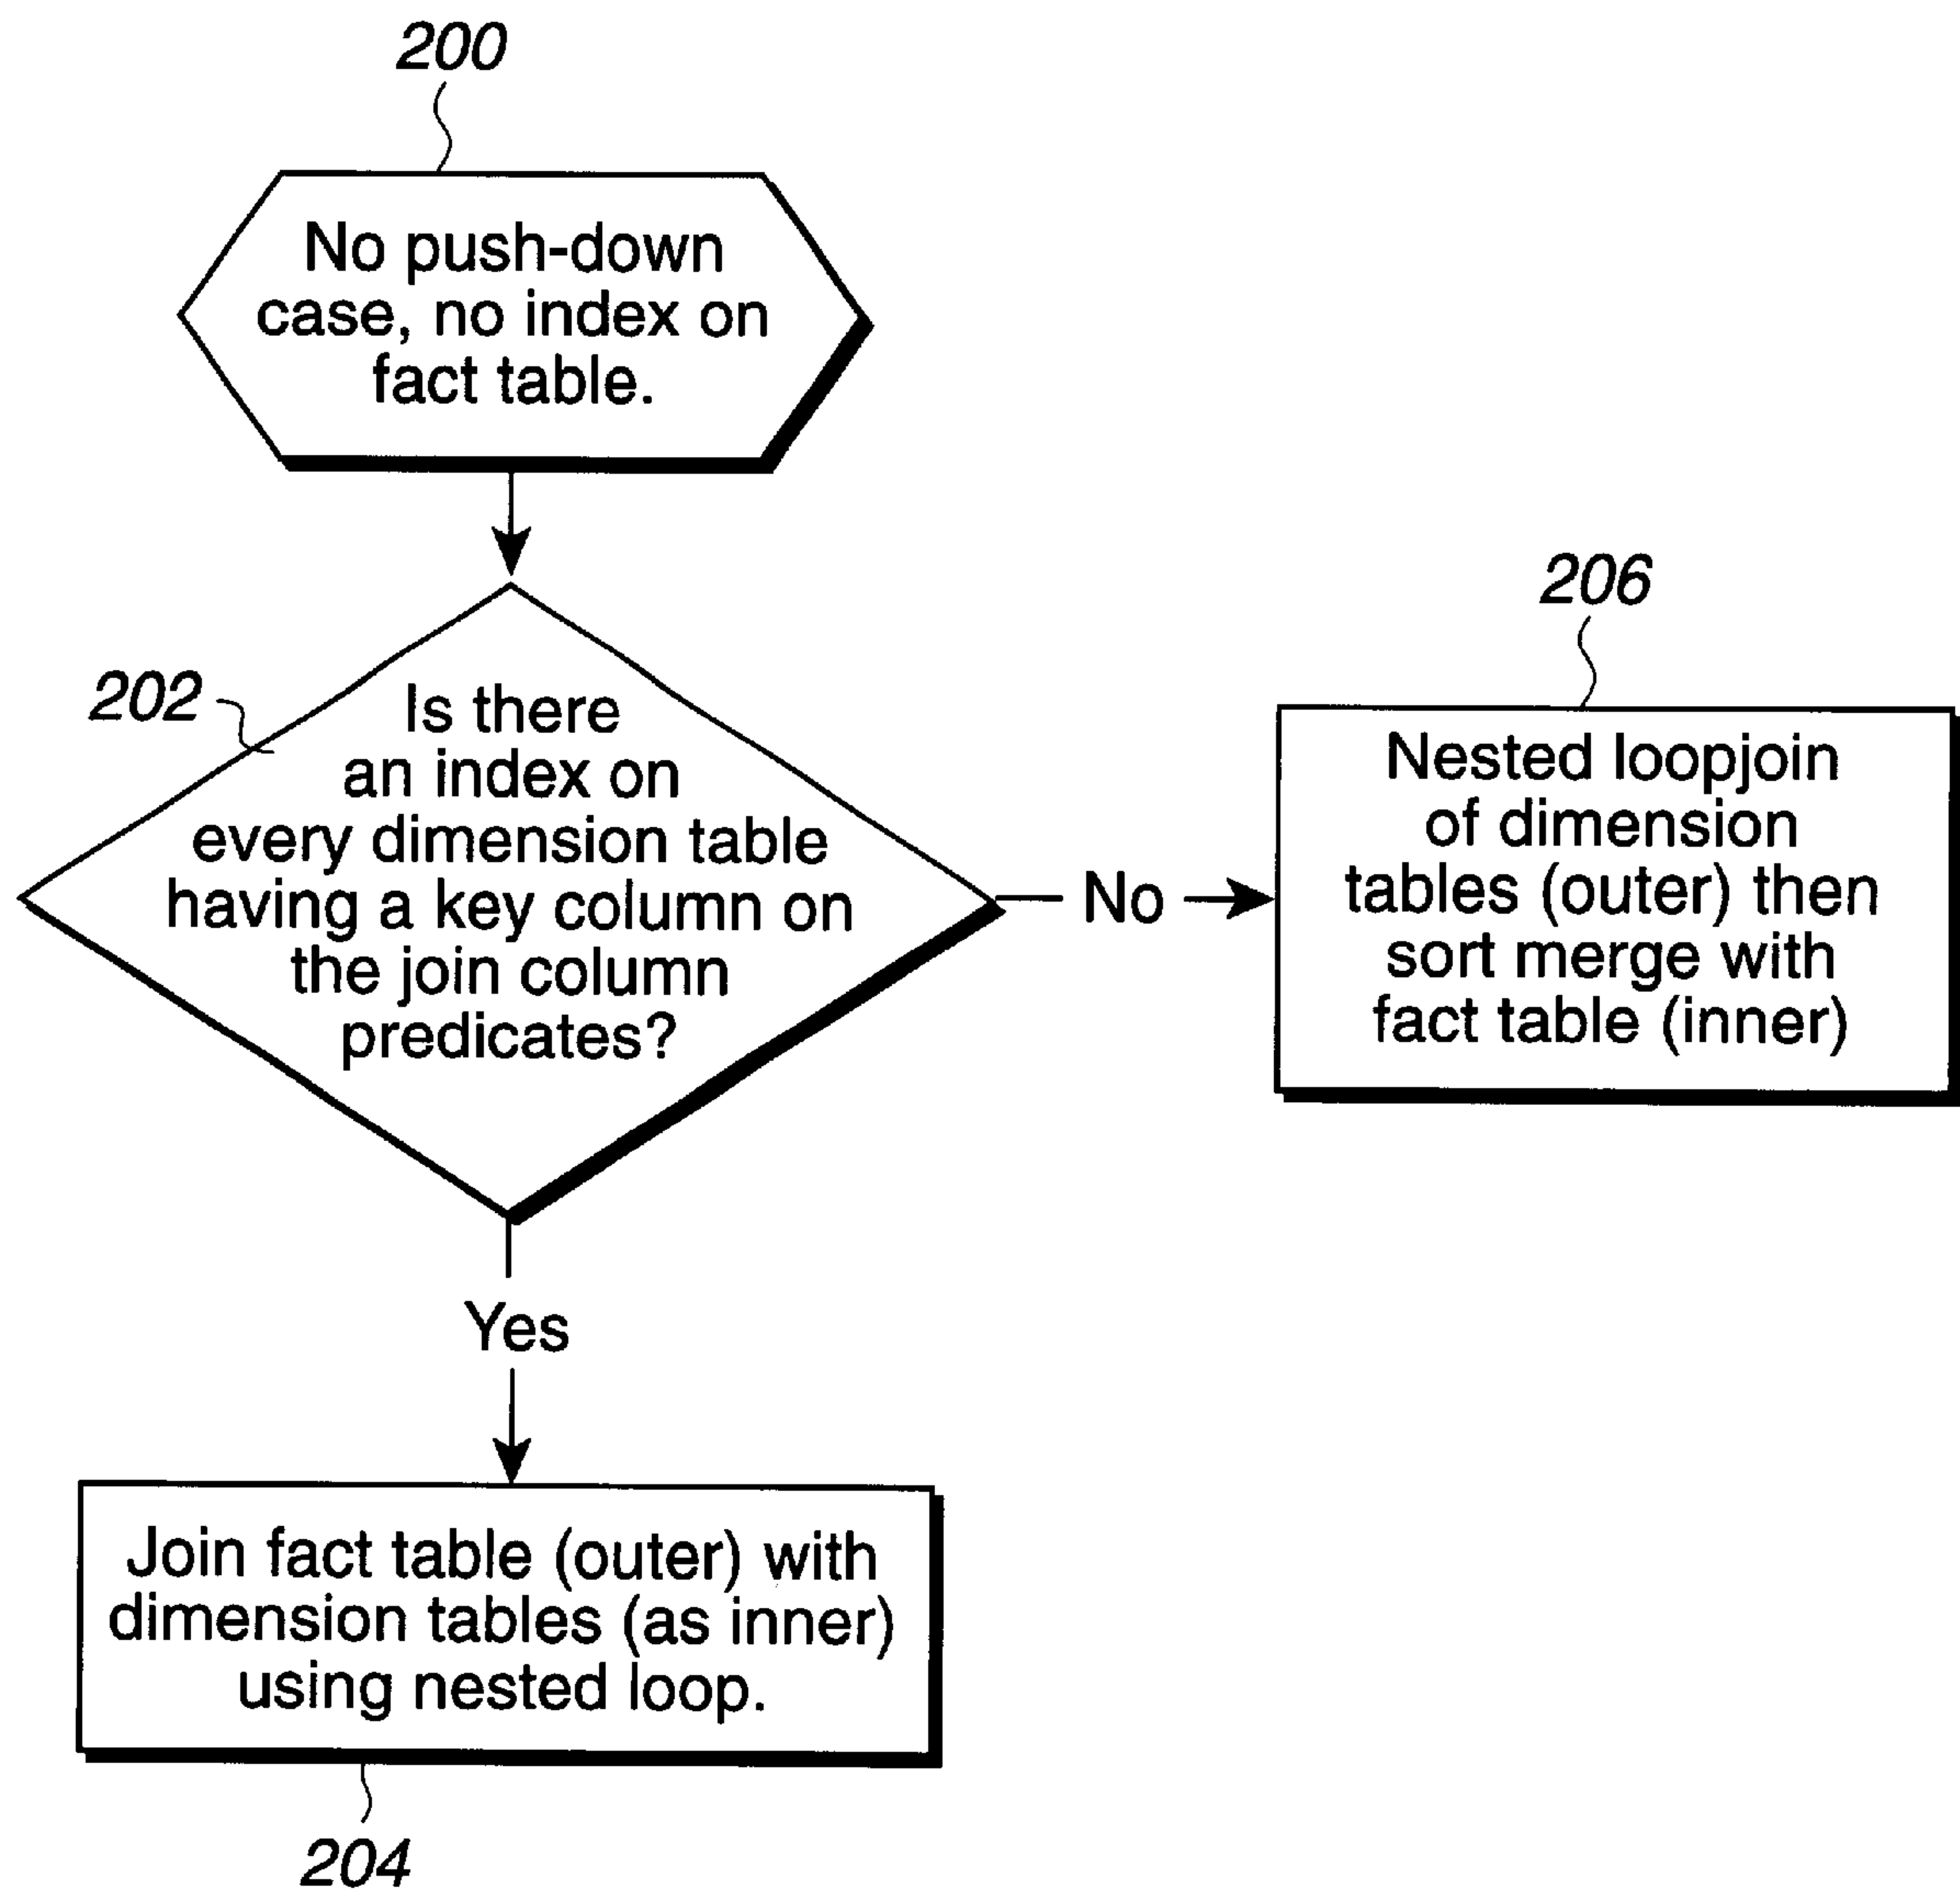 200
No push-down
case, no index on
fact table.
202
Is there
an index on
every dimension table
having a key column on
the join column
predicates?
No
206
Nested loopjoin
of dimension
tables (outer) then
sort merge with
fact table (inner)
Yes
Join fact table (outer) with
dimension tables (as inner)
using nested loop.
204